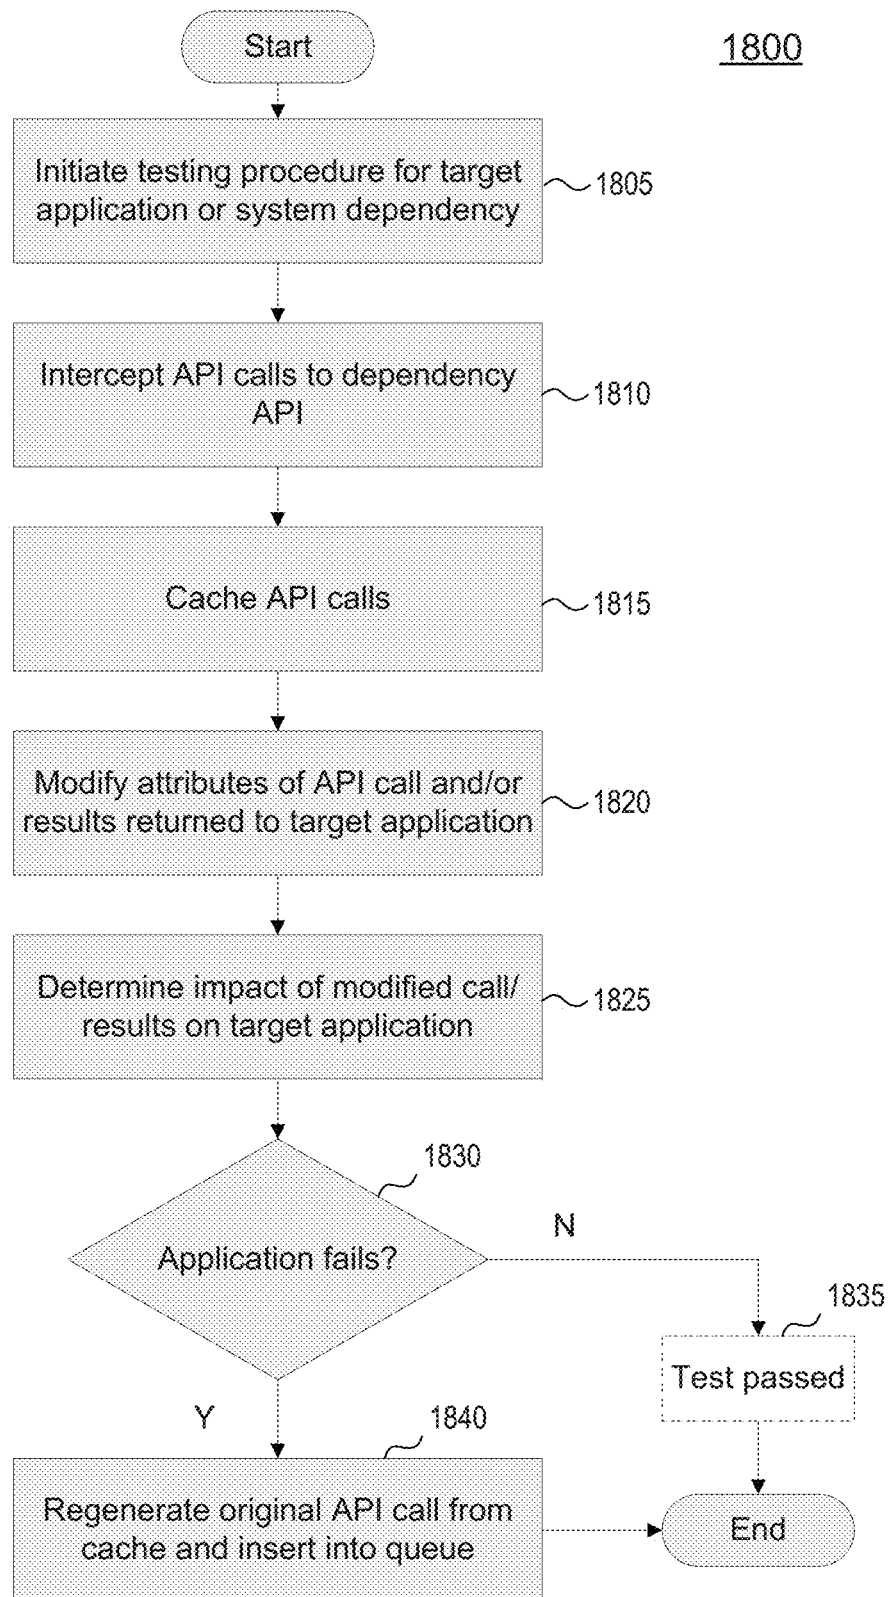 Start
1800
Initiate testing procedure for target
application or system dependency
1805
Intercept API calls to dependency
API
1810
Cache API calls
1815
Modify attributes of API call and/or
results returned to target application
1820
Determine impact of modified call/
results on target application
1825
1830
Application fails?
N
1835
Test passed
Y
1840
Regenerate original API call from
cache and insert into queue
End